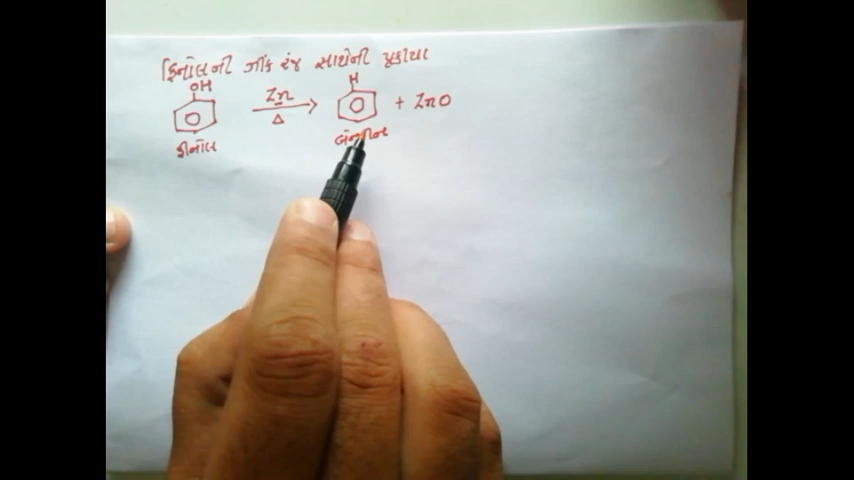 ફિનોલની ઝીંક રજ સાથેની પ્રક્રિયા
OH Zn H
Δ + ZnO
ફીનોલ બેન્ઝીન